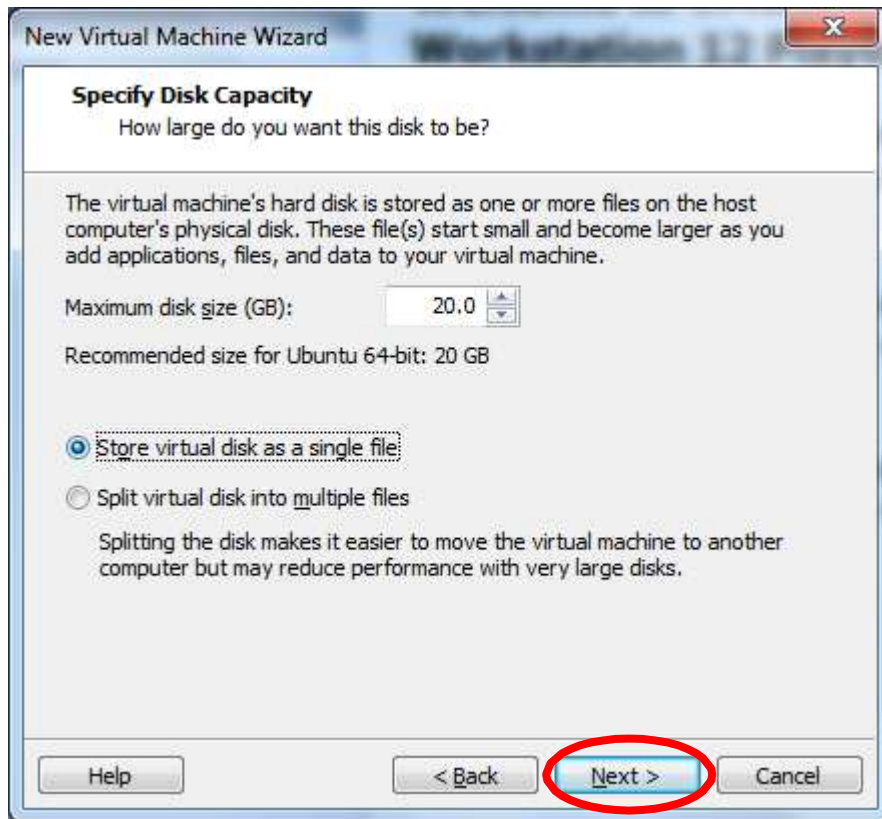 New Virtual Machine Wizard
Workstation 12
Specify Disk Capacity
How large do you want this disk to be?
The virtual machine's hard disk is stored as one or more files on the host
computer's physical disk. These file(s) start small and become larger as you
add applications, files, and data to your virtual machine.
Maximum disk size (GB): 20.0
Recommended size for Ubuntu 64-bit: 20 GB
Store virtual disk as a single file
Split virtual disk into multiple files
Splitting the disk makes it easier to move the virtual machine to another
computer but may reduce performance with very large disks.
Help < Back Next > Cancel